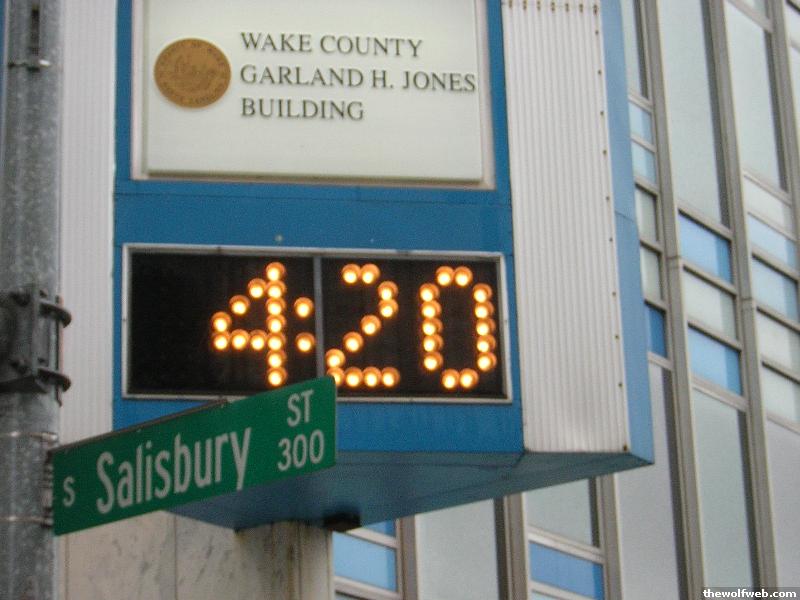 WAKE COUNTY
GARLAND H. JONES
BUILDING
4:20
S Salisbury ST
300
thewolfweb.com